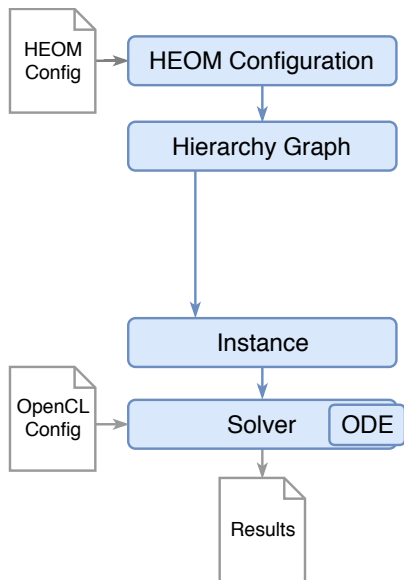 HEOM
Config
HEOM Configuration
Hierarchy Graph
Instance
OpenCL
Config
Solver
ODE
Results